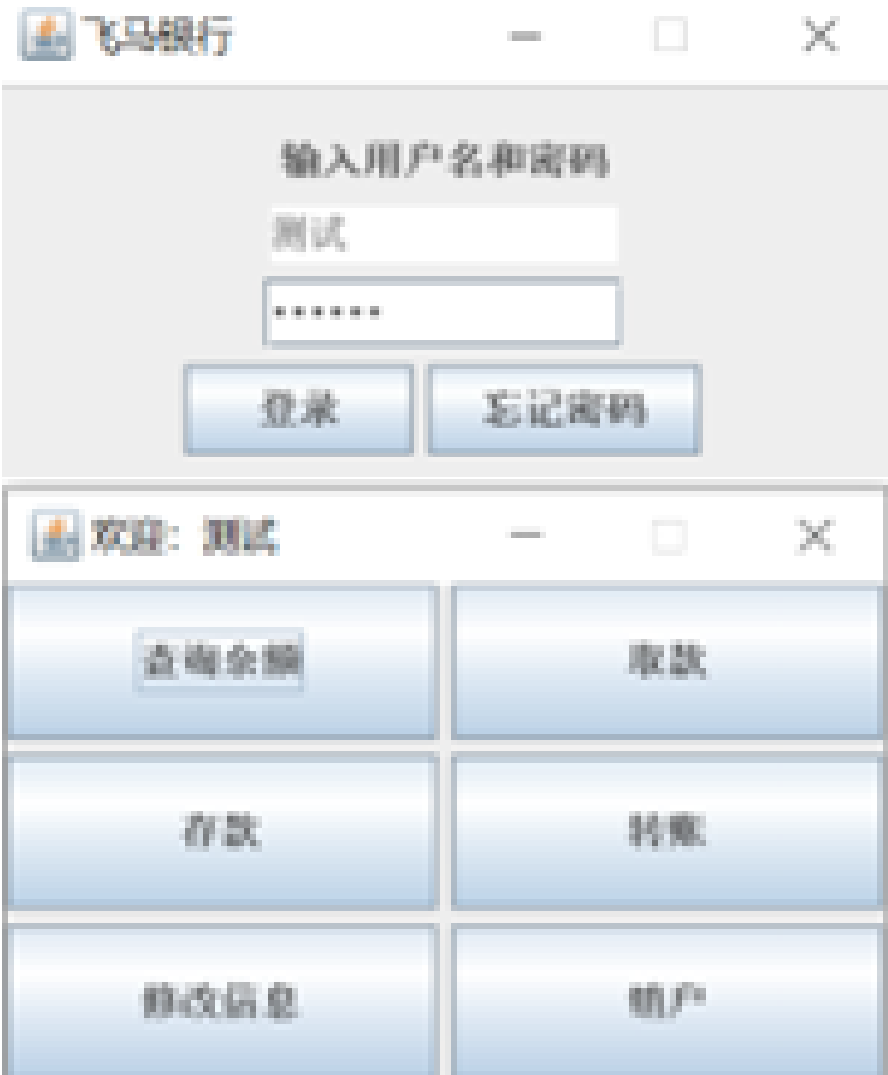 飞马银行
输入用户名和密码
测试
••••••
登录 忘记密码
欢迎：测试
查询余额 取款
存款 转账
修改信息 销户